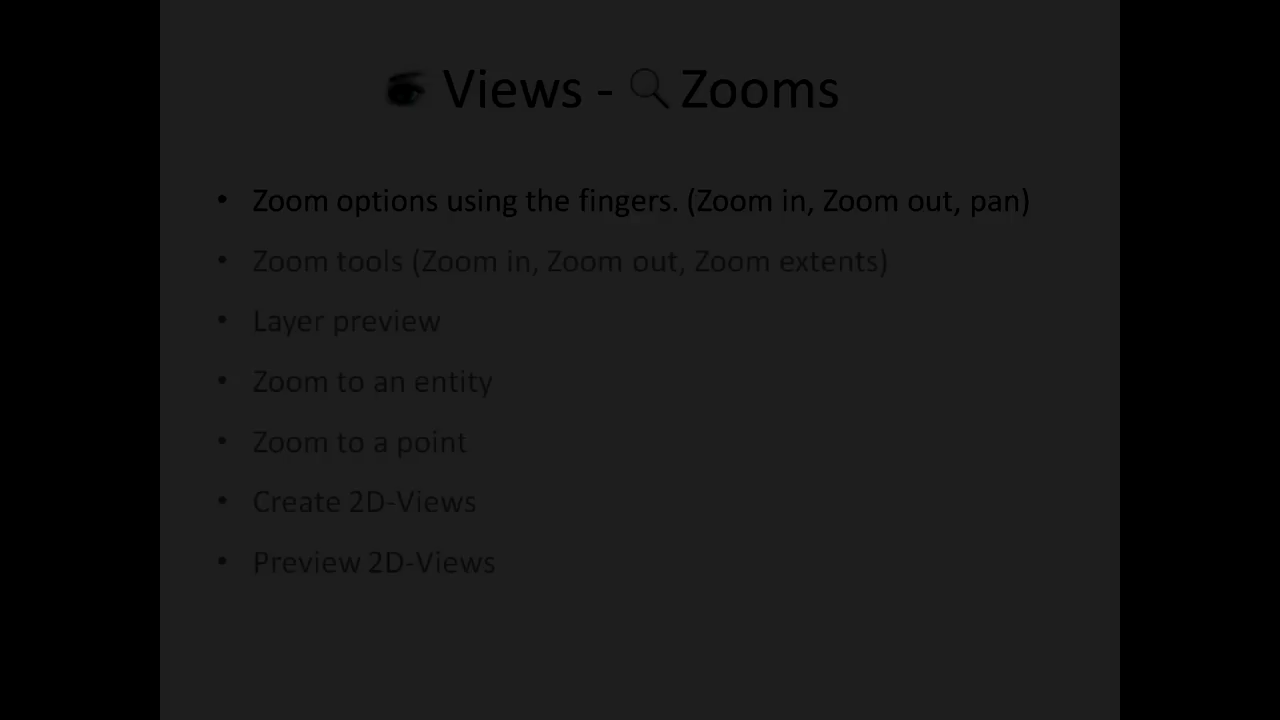 Views - Zooms
• Zoom options using the fingers. (Zoom in, Zoom out, pan)
• Zoom tools (Zoom in, Zoom out, Zoom extents)
• Layer preview
• Zoom to an entity
• Zoom to a point
• Create 2D-Views
• Preview 2D-Views